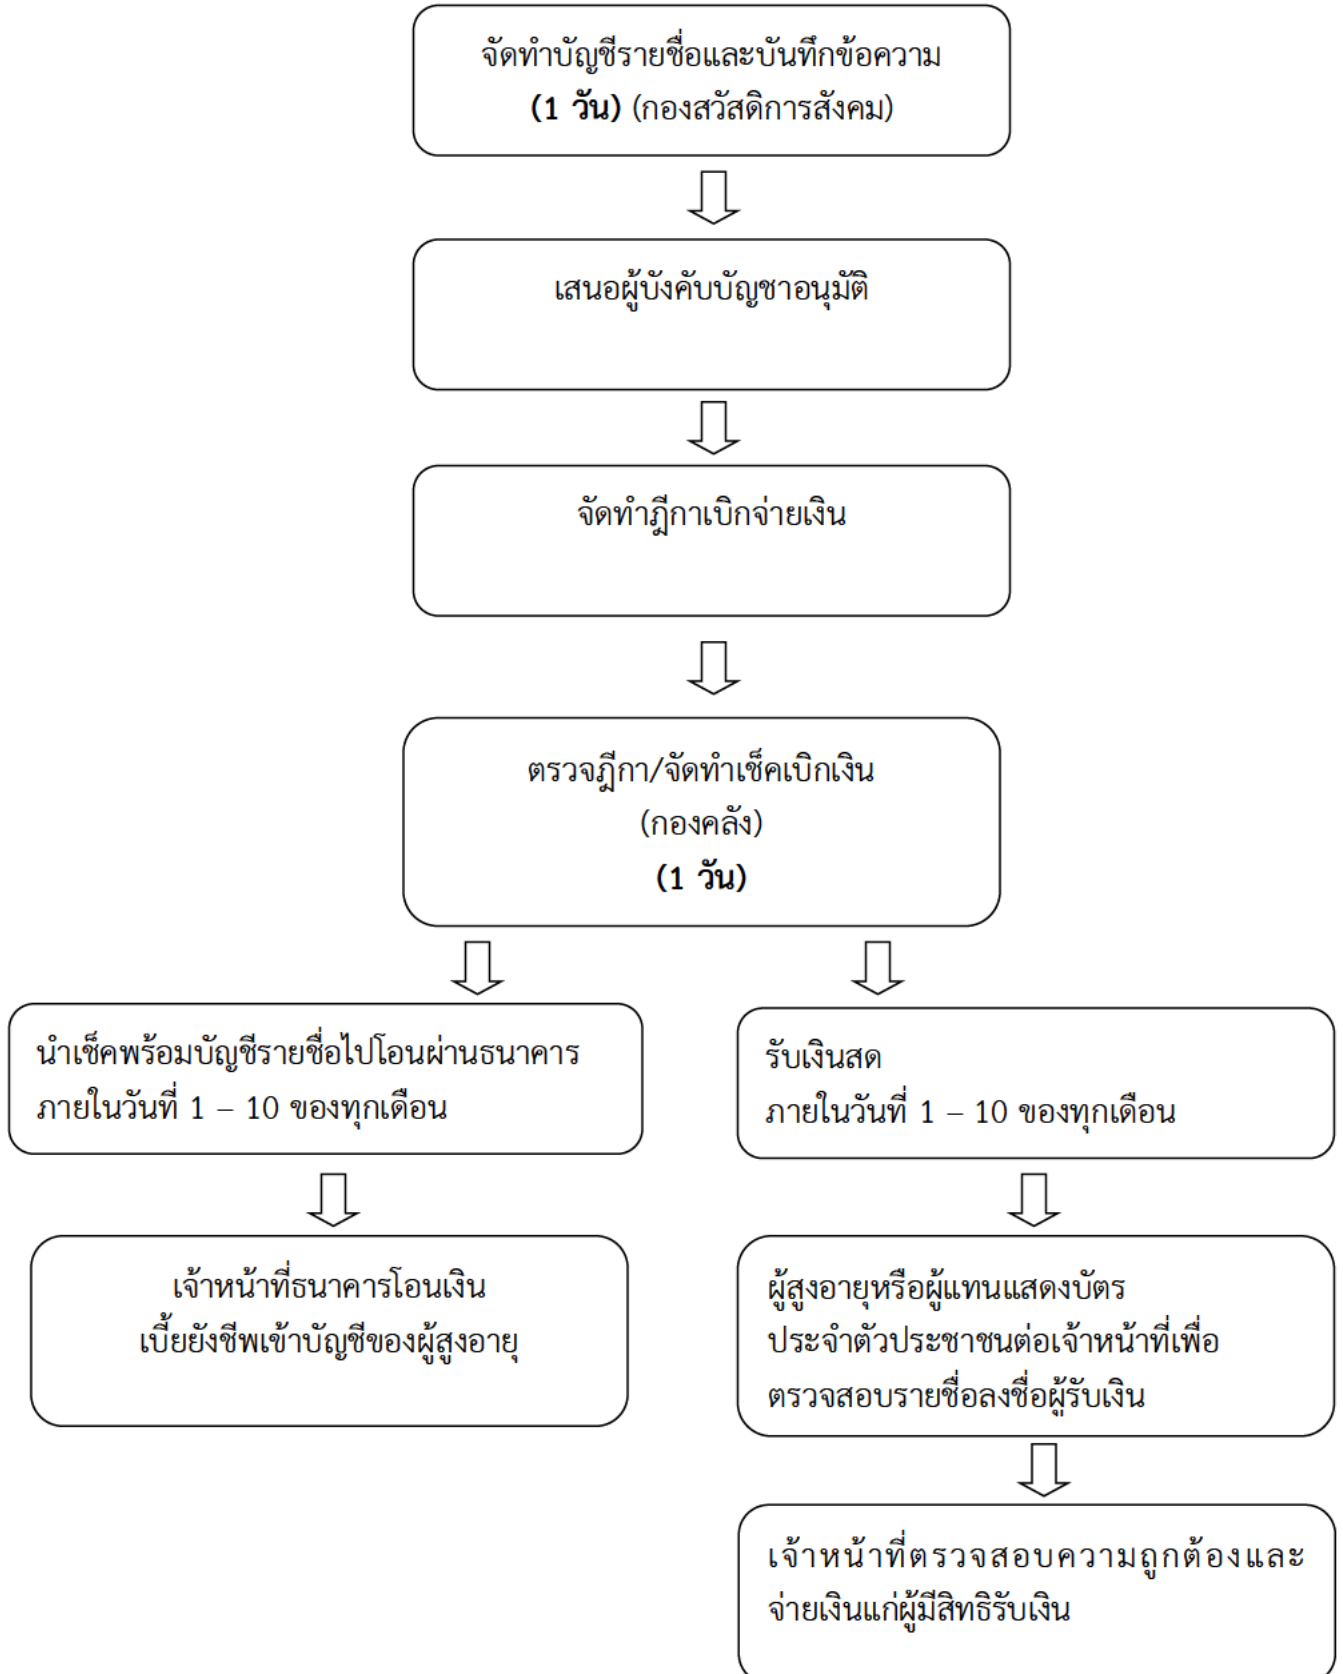 จัดทำบัญชีรายชื่อและบันทึกข้อความ
(1 วัน) (กองสวัสดิการสังคม)
เสนอผู้บังคับบัญชาอนุมัติ
จัดทำฎีกาเบิกจ่ายเงิน
ตรวจฎีกา/จัดทำเช็คเบิกเงิน
(กองคลัง)
(1 วัน)
นำเช็คพร้อมบัญชีรายชื่อไปโอนผ่านธนาคาร
ภายในวันที่ 1 – 10 ของทุกเดือน
เจ้าหน้าที่ธนาคารโอนเงิน
เบี้ยยังชีพเข้าบัญชีของผู้สูงอายุ
รับเงินสด
ภายในวันที่ 1 – 10 ของทุกเดือน
ผู้สูงอายุหรือผู้แทนแสดงบัตร
ประจำตัวประชาชนต่อเจ้าหน้าที่เพื่อ
ตรวจสอบรายชื่อลงชื่อผู้รับเงิน
เจ้าหน้าที่ตรวจสอบความถูกต้องและ
จ่ายเงินแก่ผู้มีสิทธิรับเงิน